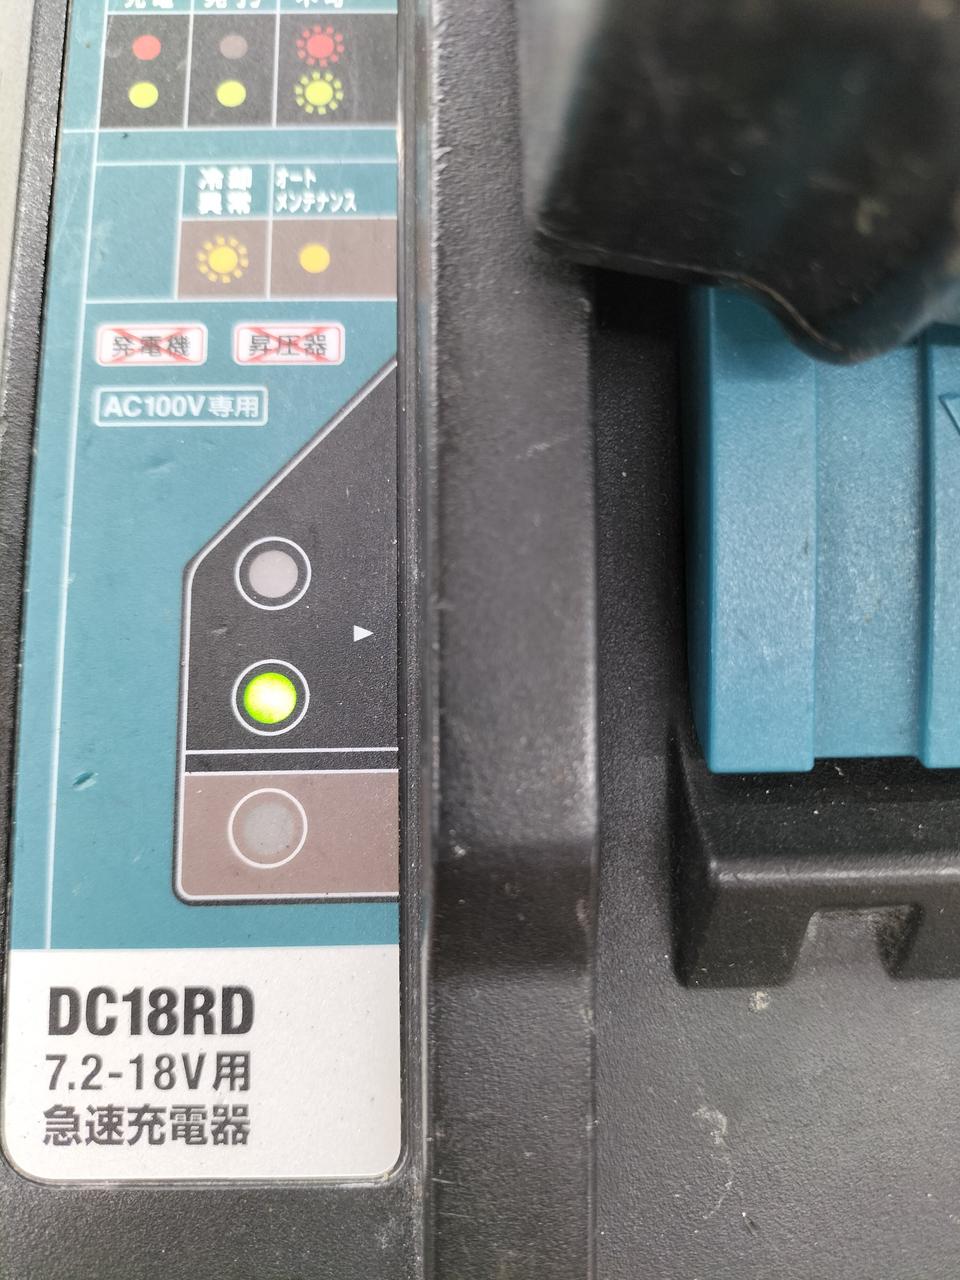 冷却
異常
オート
メンテナンス
発電機
昇圧器
AC100V専用
DC18RD
7.2-18V用
急速充電器